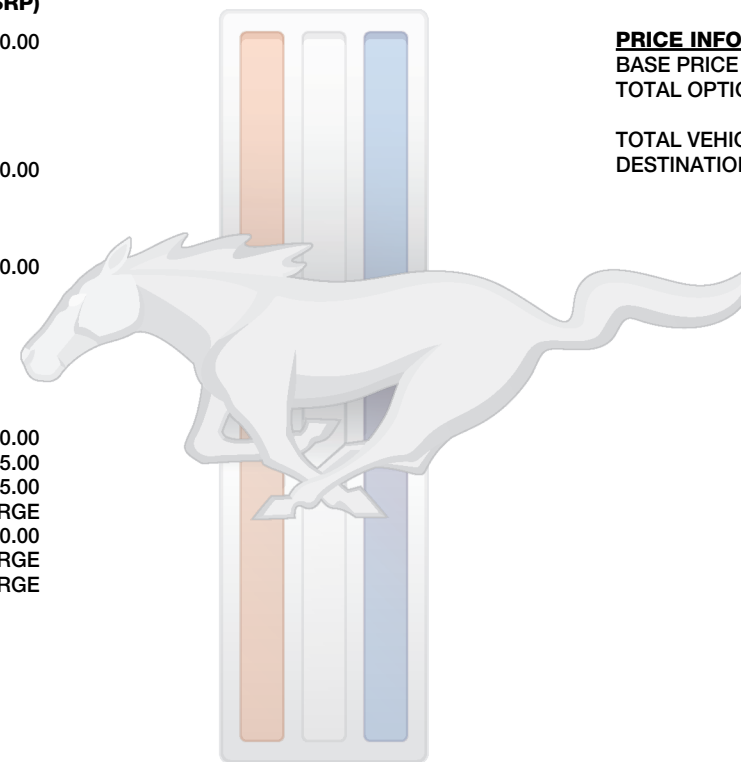 SRP)
0.00
0.00
0.00
0.00
5.00
5.00
RGE
0.00
RGE
RGE
PRICE INFO
BASE PRICE
TOTAL OPTIO
TOTAL VEHIC
DESTINATION